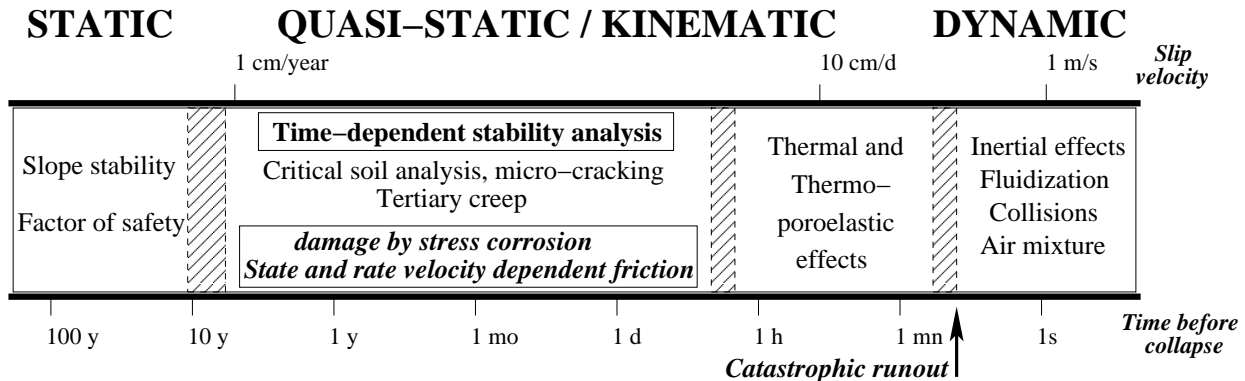 STATIC
QUASI–STATIC / KINEMATIC
DYNAMIC
1 cm/year
10 cm/d
1 m/s
Slip
velocity
Slope stability
Factor of safety
Time–dependent stability analysis
Critical soil analysis, micro–cracking
Tertiary creep
damage by stress corrosion
State and rate velocity dependent friction
Thermal and
Thermo–
poroelastic
effects
Inertial effects
Fluidization
Collisions
Air mixture
100 y
10 y
1 y
1 mo
1 d
1 h
1 mn
1s
Time before
collapse
Catastrophic runout